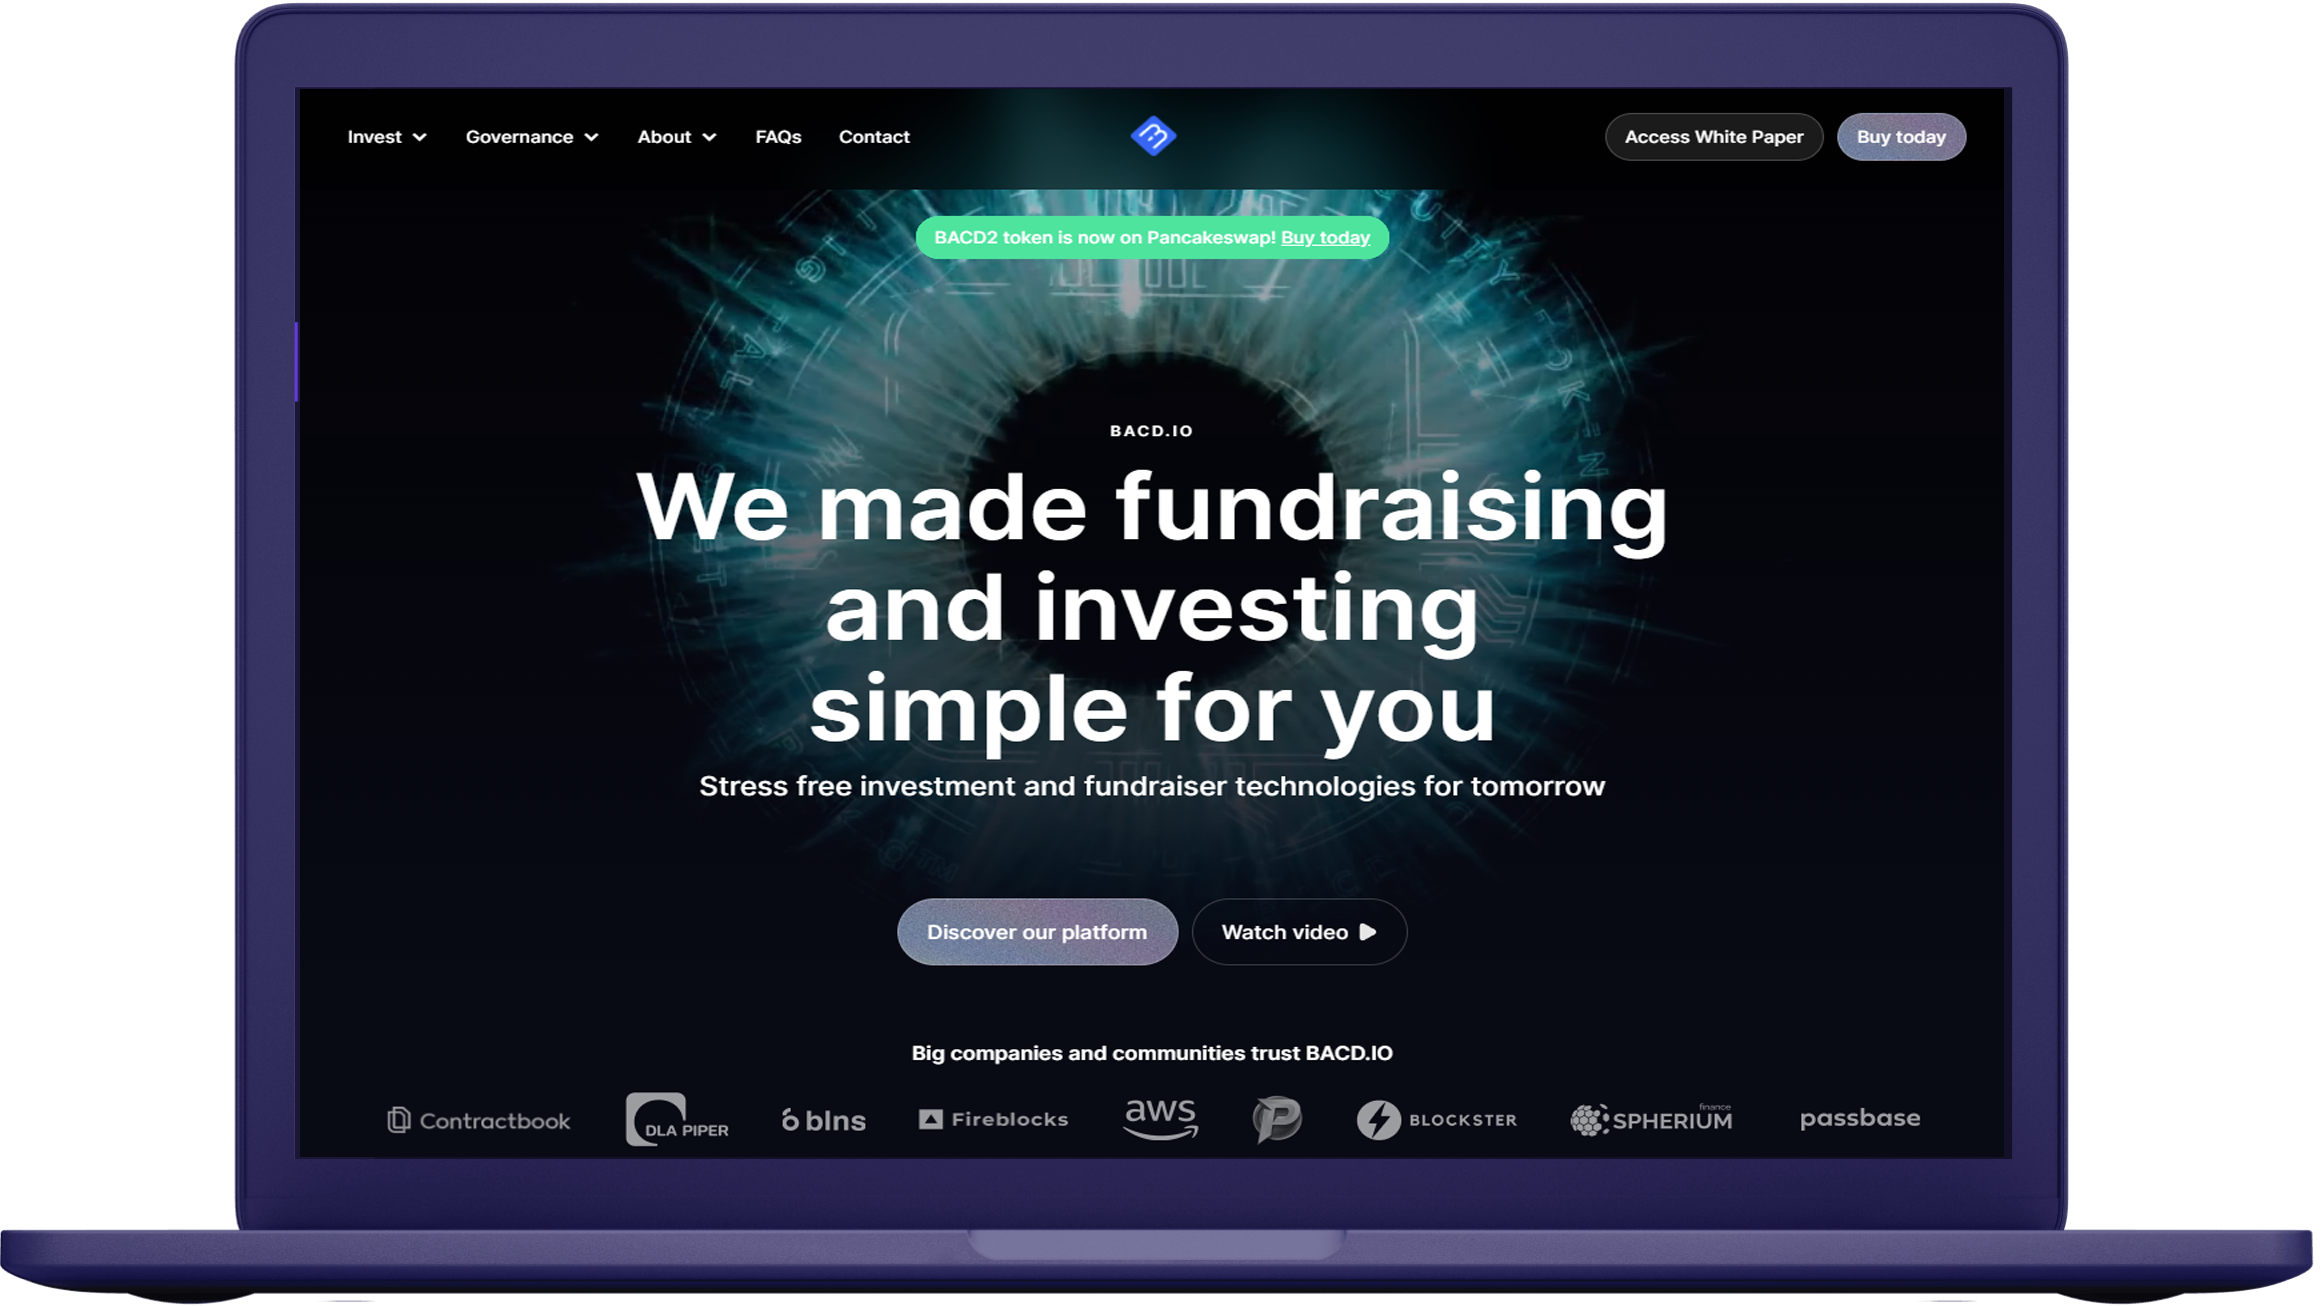 Invest
Governance
About
FAQs
Contact
Access White Paper
Buy today
BACD2 token is now on Pancakeswap! Buy today
BACD.IO
We made fundraising
and investing
simple for you
Stress free investment and fundraiser technologies for tomorrow
Discover our platform
Watch video
Big companies and communities trust BACD.IO
Contractbook
DLA PIPER
blns
Fireblocks
aws
BLOCKSTER
SPHERIUM finance
passbase